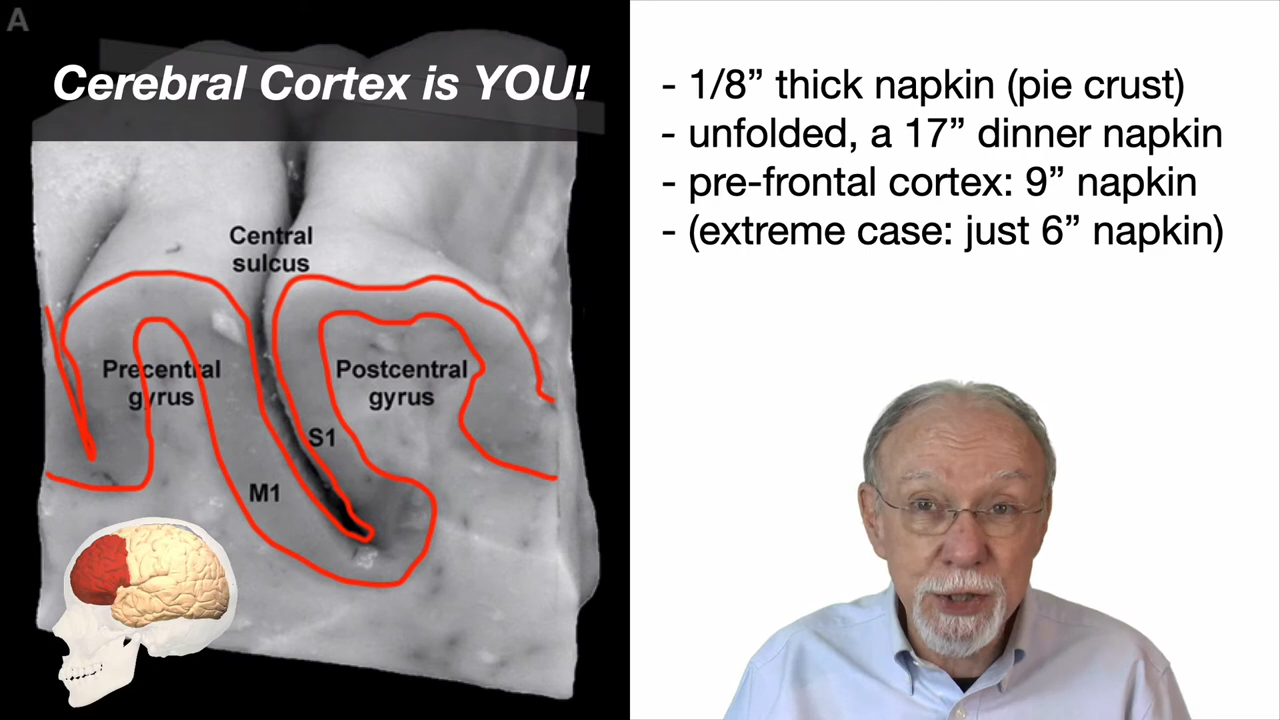 A
Cerebral Cortex is YOU!
Central
sulcus
Precentral
gyrus
Postcentral
gyrus
S1
M1
- 1/8” thick napkin (pie crust)
- unfolded, a 17” dinner napkin
- pre-frontal cortex: 9” napkin
- (extreme case: just 6” napkin)